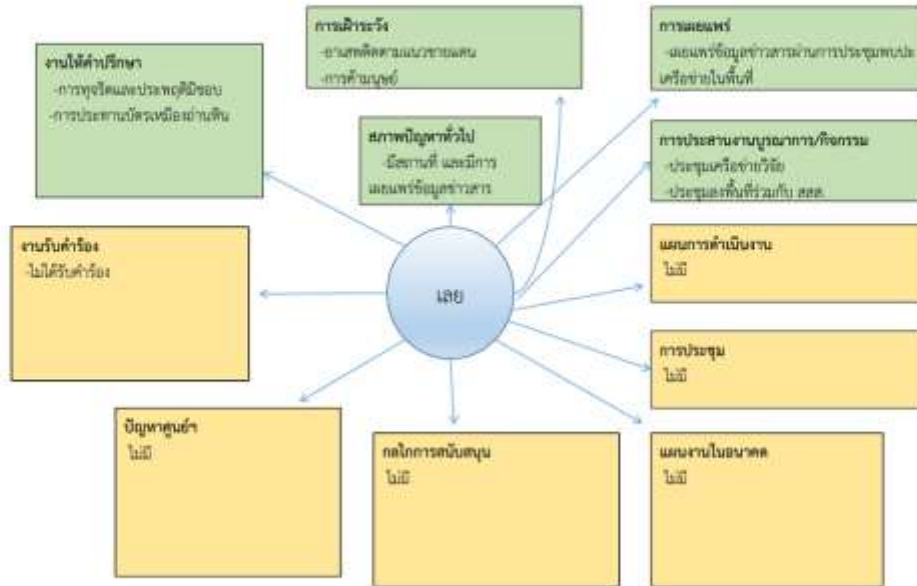 การเฝ้าระวัง
-ยาเสพติดตามแนวชายแดน
-การค้ามนุษย์
การเผยแพร่
-เผยแพร่ข้อมูลข่าวสารผ่านการประชุมพบปะ
เครือข่ายในพื้นที่
งานให้คำปรึกษา
-การทุจริตและประพฤติมิชอบ
-การประทานบัตรเหมืองถ่านหิน
สภาพปัญหาทั่วไป
-มีสถานที่ และมีการ
เผยแพร่ข้อมูลข่าวสาร
การประสานงานบูรณาการ/กิจกรรม
-ประชุมเครือข่ายวิจัย
-ประชุมลงพื้นที่ร่วมกับ สสส.
งานรับคำร้อง
-ไม่ได้รับคำร้อง
เลย
แผนการดำเนินงาน
ไม่มี
การประชุม
ไม่มี
ปัญหาศูนย์ฯ
ไม่มี
กลไกการสนับสนุน
ไม่มี
แผนงานในอนาคต
ไม่มี